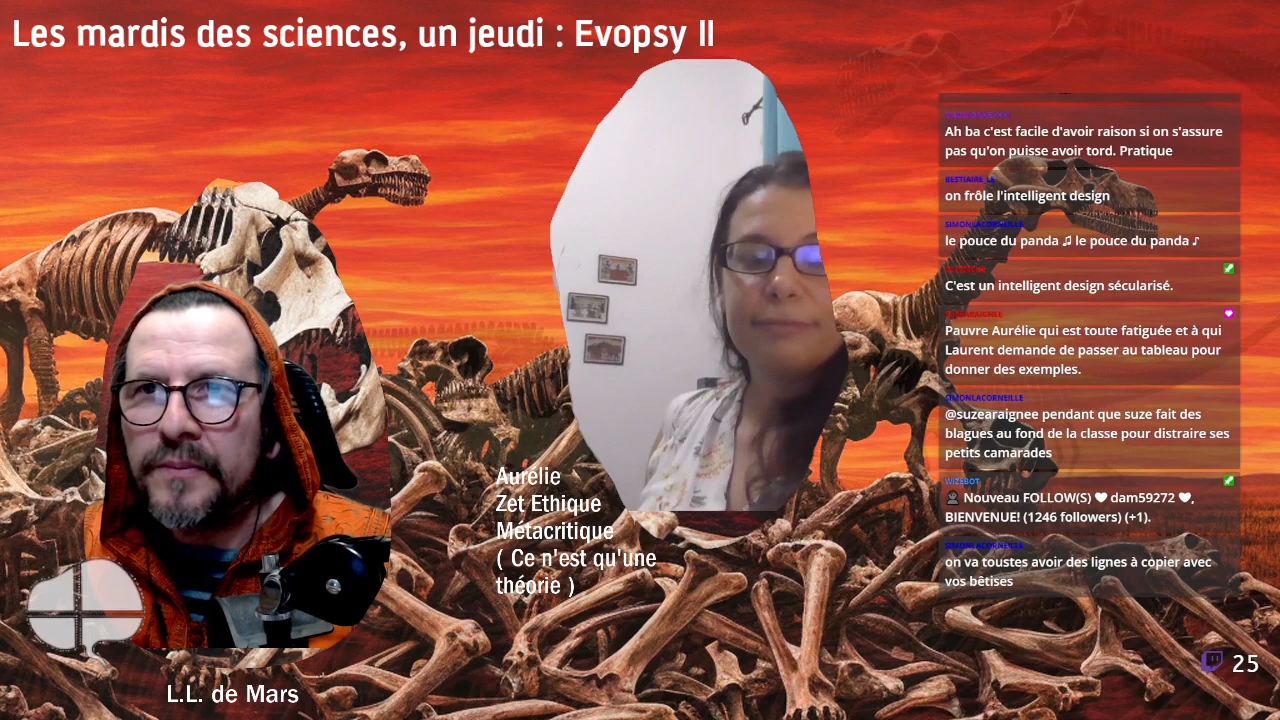 Les mardis des sciences, un jeudi : Evopsy II
Ah ba c'est facile d'avoir raison si on s'assure
pas qu'on puisse avoir tord. Pratique
BESTIAIRE_LE
on frôle l'intelligent design
SIMONLACORNEILLE
le pouce du panda ♫ le pouce du panda ♪
C'est un intelligent design sécularisé.
SUZEARAIGNEE
Pauvre Aurélie qui est toute fatiguée et à qui
Laurent demande de passer au tableau pour
donner des exemples.
SIMONLACORNEILLE
@suzearaignee pendant que suze fait des
blagues au fond de la classe pour distraire ses
petits camarades
WIZEBOT
Nouveau FOLLOW(S) ♥ dam59272 ♥,
BIENVENUE! (1246 followers) (+1).
SIMONLACORNEILLE
on va toustes avoir des lignes à copier avec
vos bêtises
Aurélie
Zet Ethique
Métacritique
( Ce n'est qu'une
théorie )
L.L. de Mars
25